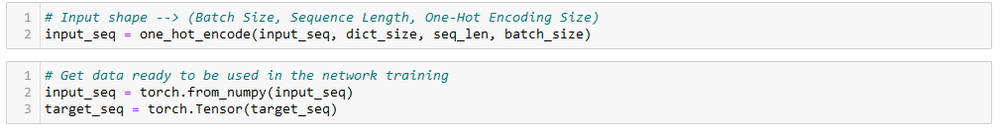 1 # Input shape --> (Batch Size, Sequence Length, One-Hot Encoding Size)
2 input_seq = one_hot_encode(input_seq, dict_size, seq_len, batch_size)
1 # Get data ready to be used in the network training
2 input_seq = torch.from_numpy(input_seq)
3 target_seq = torch.Tensor(target_seq)